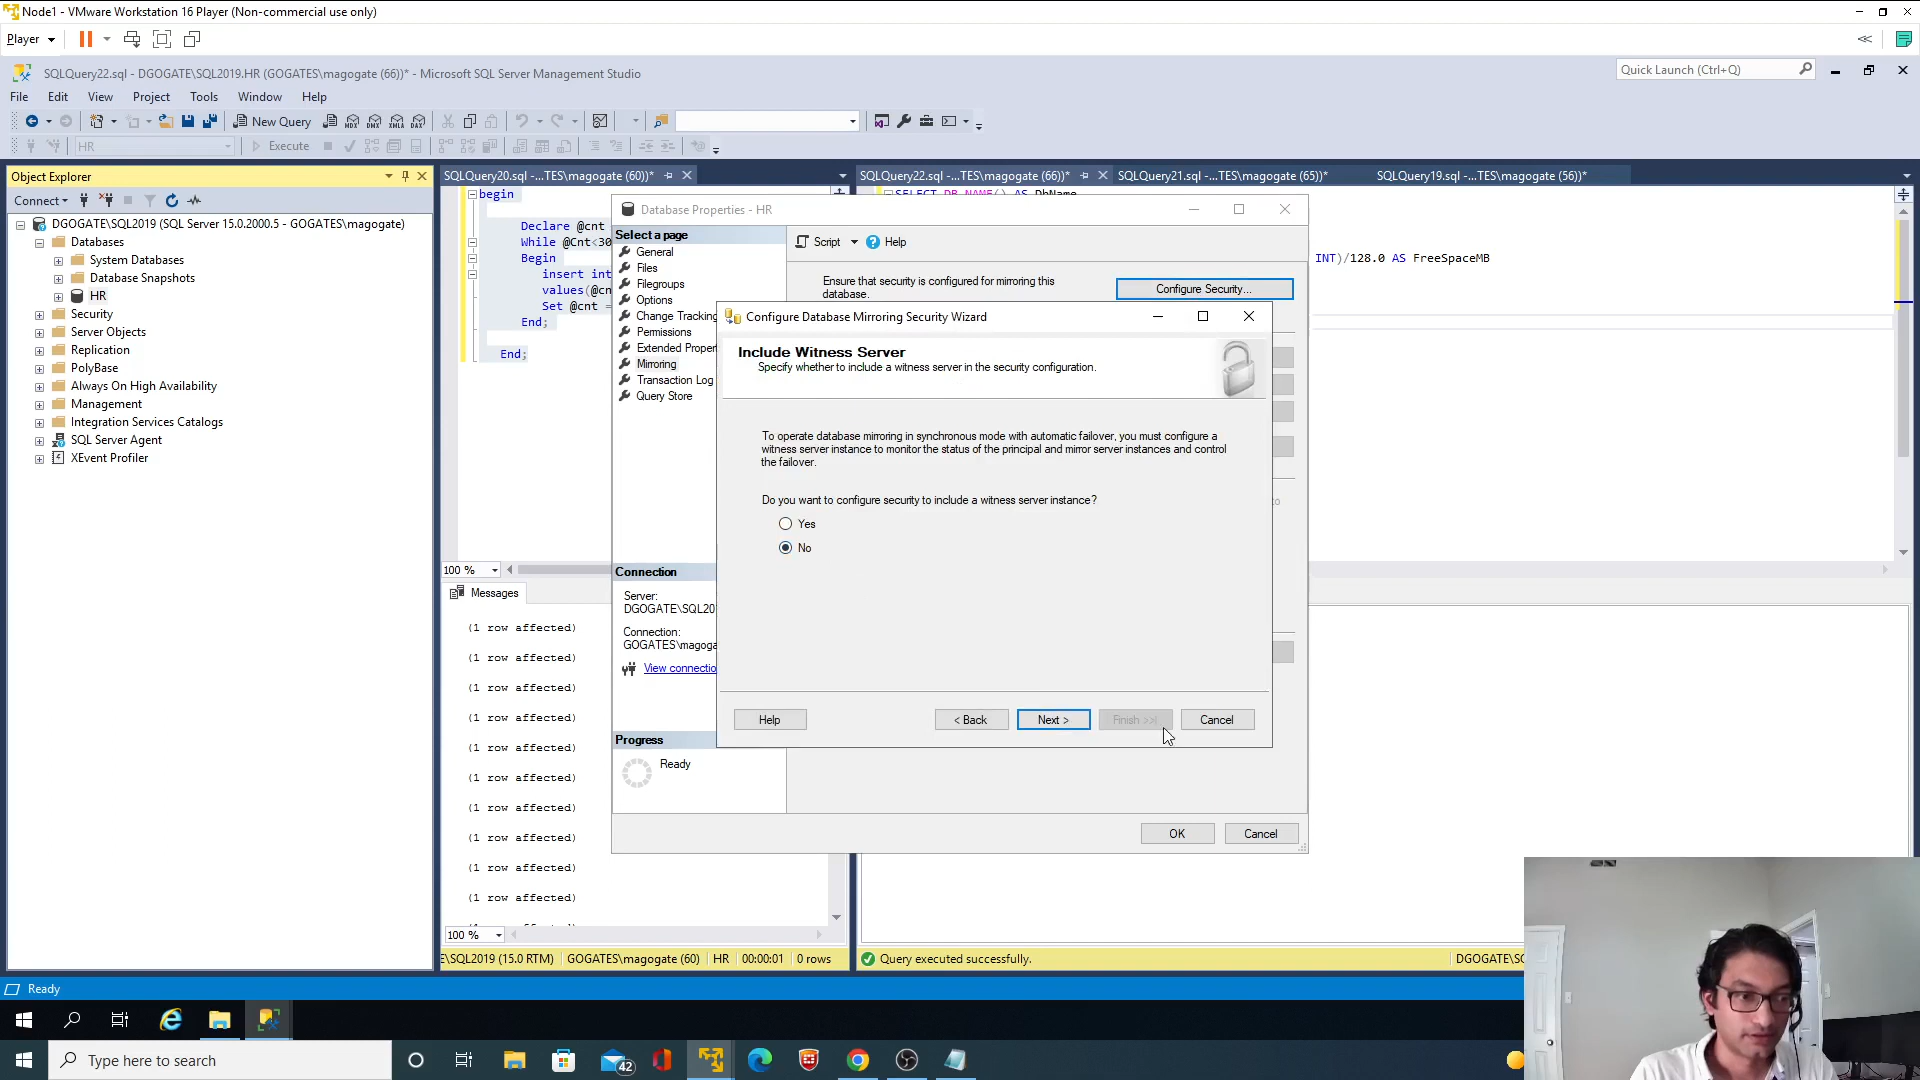 Node1 - VMware Workstation 16 Player (Non-commercial use only)
Player
SQLQuery22.sql - DGOGATE\SQL2019.HR (GOGATES\magogate (66))* - Microsoft SQL Server Management Studio
Quick Launch (Ctrl+Q)
File Edit View Project Tools Window Help
New Query
MDX DMX XMLA DAX
HR
Execute
Object Explorer
Connect
DGOGATE\SQL2019 (SQL Server 15.0.2000.5 - GOGATES\magogate)
Databases
System Databases
Database Snapshots
HR
Security
Server Objects
Replication
PolyBase
Always On High Availability
Management
Integration Services Catalogs
SQL Server Agent
XEvent Profiler
SQLQuery20.sql -...TES\magogate (60))*
SQLQuery22.sql -...TES\magogate (66))*
SQLQuery21.sql -...TES\magogate (65))*
SQLQuery19.sql -...TES\magogate (56))*
begin
Declare @cnt
While @Cnt<30
Begin
insert int
values(@cn
Set @cnt =
End;
End;
SELECT DB_NAME() AS DbName
INT)/128.0 AS FreeSpaceMB
Database Properties - HR
Select a page
General
Files
Filegroups
Options
Change Tracking
Permissions
Extended Propert
Mirroring
Transaction Log
Query Store
Script
Help
Ensure that security is configured for mirroring this
database.
Configure Security...
to
Configure Database Mirroring Security Wizard
Include Witness Server
Specify whether to include a witness server in the security configuration.
To operate database mirroring in synchronous mode with automatic failover, you must configure a
witness server instance to monitor the status of the principal and mirror server instances and control
the failover.
Do you want to configure security to include a witness server instance?
Yes
No
Help
< Back
Next >
Finish >>|
Cancel
Connection
Server:
DGOGATE\SQL20
Connection:
GOGATES\magoga
View connectio
Progress
Ready
OK
Cancel
100 %
Messages
(1 row affected)
(1 row affected)
(1 row affected)
(1 row affected)
(1 row affected)
(1 row affected)
(1 row affected)
(1 row affected)
(1 row affected)
(1 row affected)
100 %
E\SQL2019 (15.0 RTM)
GOGATES\magogate (60)
HR
00:00:01
0 rows
Query executed successfully.
DGOGATE\SQ
Ready
Type here to search
42